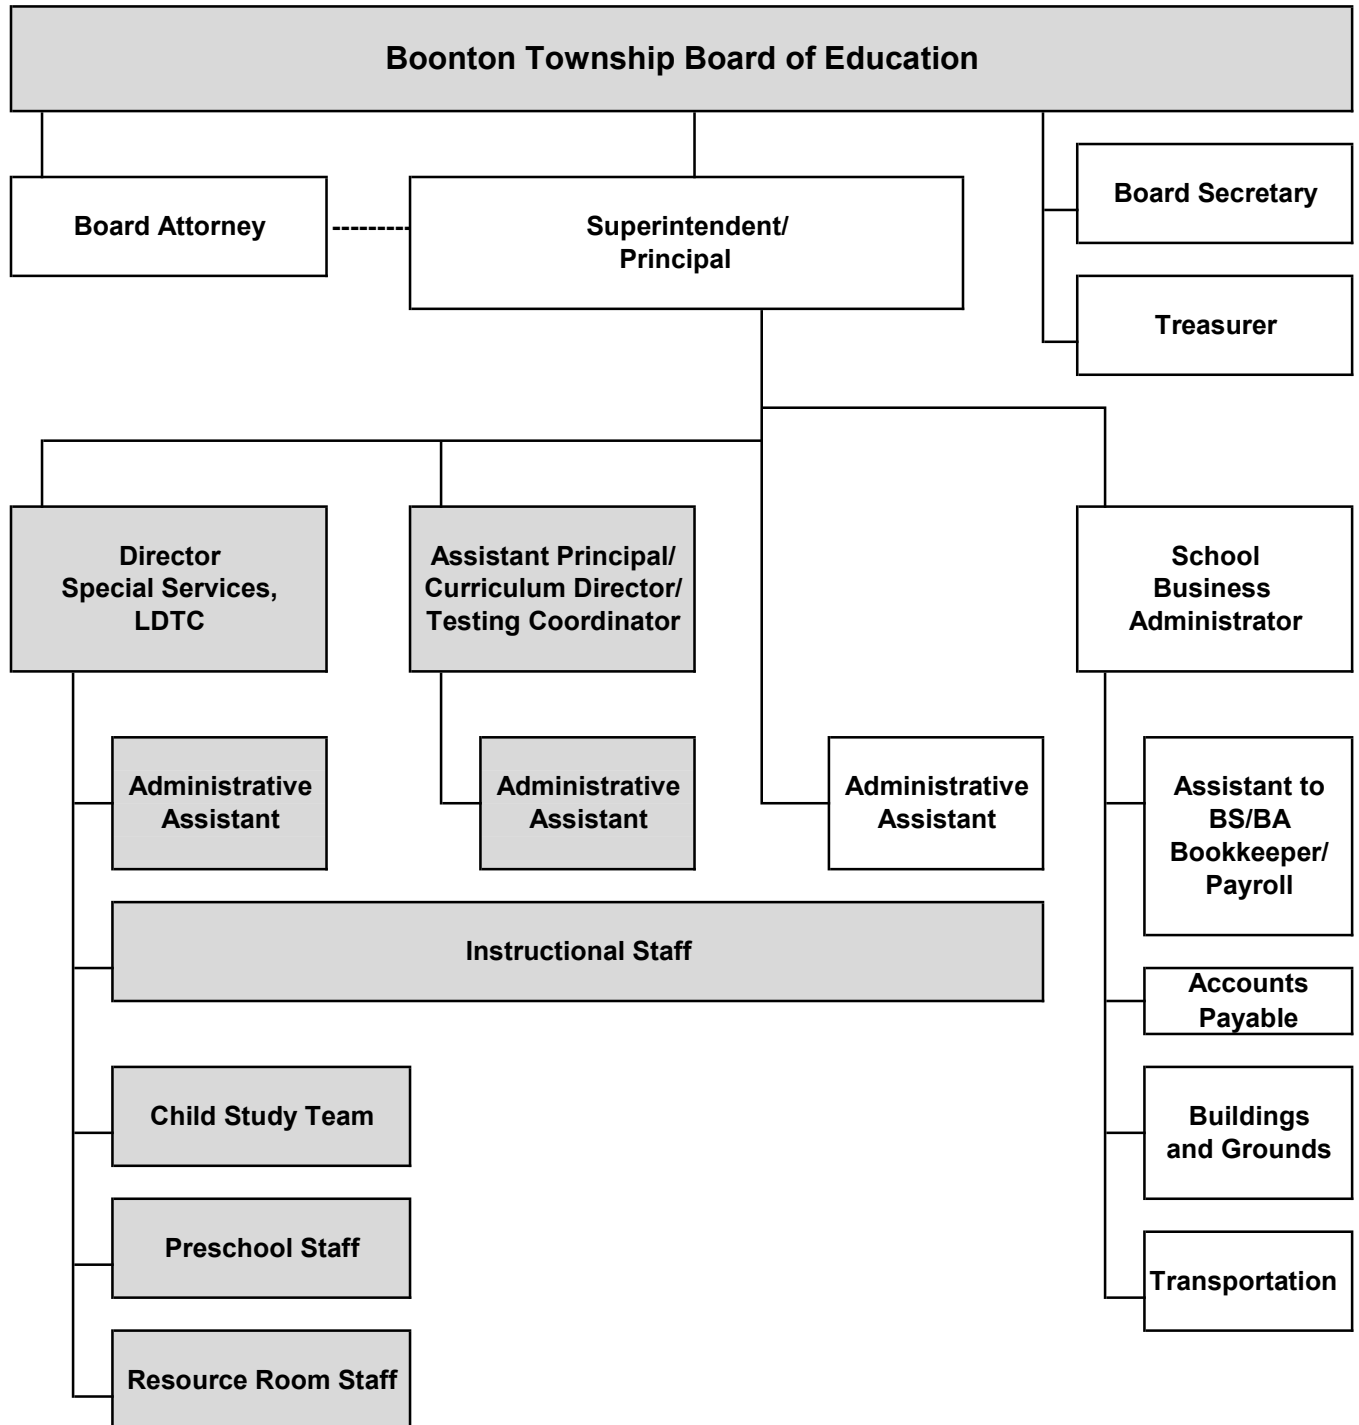 Boonton Township Board of Education
Board Attorney
Superintendent/
Principal
Board Secretary
Treasurer
Director
Special Services,
LDTC
Assistant Principal/
Curriculum Director/
Testing Coordinator
School
Business
Administrator
Administrative
Assistant
Administrative
Assistant
Administrative
Assistant
Assistant to
BS/BA
Bookkeeper/
Payroll
Instructional Staff
Accounts
Payable
Child Study Team
Buildings
and Grounds
Preschool Staff
Transportation
Resource Room Staff